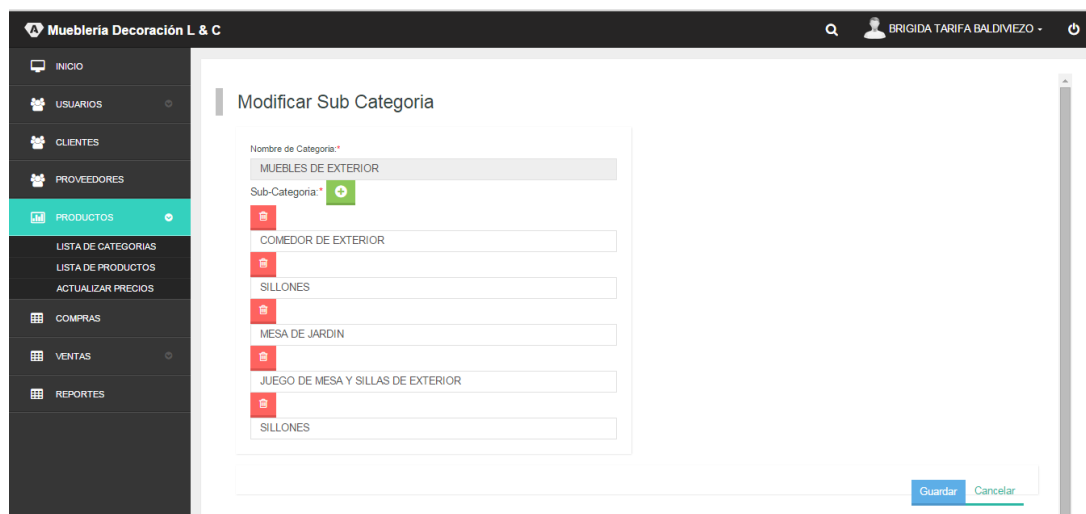 Mueblería Decoración L & C
BRIGIDA TARIFA BALDIVIEZO
INICIO
USUARIOS
CLIENTES
PROVEEDORES
PRODUCTOS
LISTA DE CATEGORIAS
LISTA DE PRODUCTOS
ACTUALIZAR PRECIOS
COMPRAS
VENTAS
REPORTES
Modificar Sub Categoria
Nombre de Categoria:*
MUEBLES DE EXTERIOR
Sub-Categoria:*
COMEDOR DE EXTERIOR
SILLONES
MESA DE JARDIN
JUEGO DE MESA Y SILLAS DE EXTERIOR
SILLONES
Guardar Cancelar